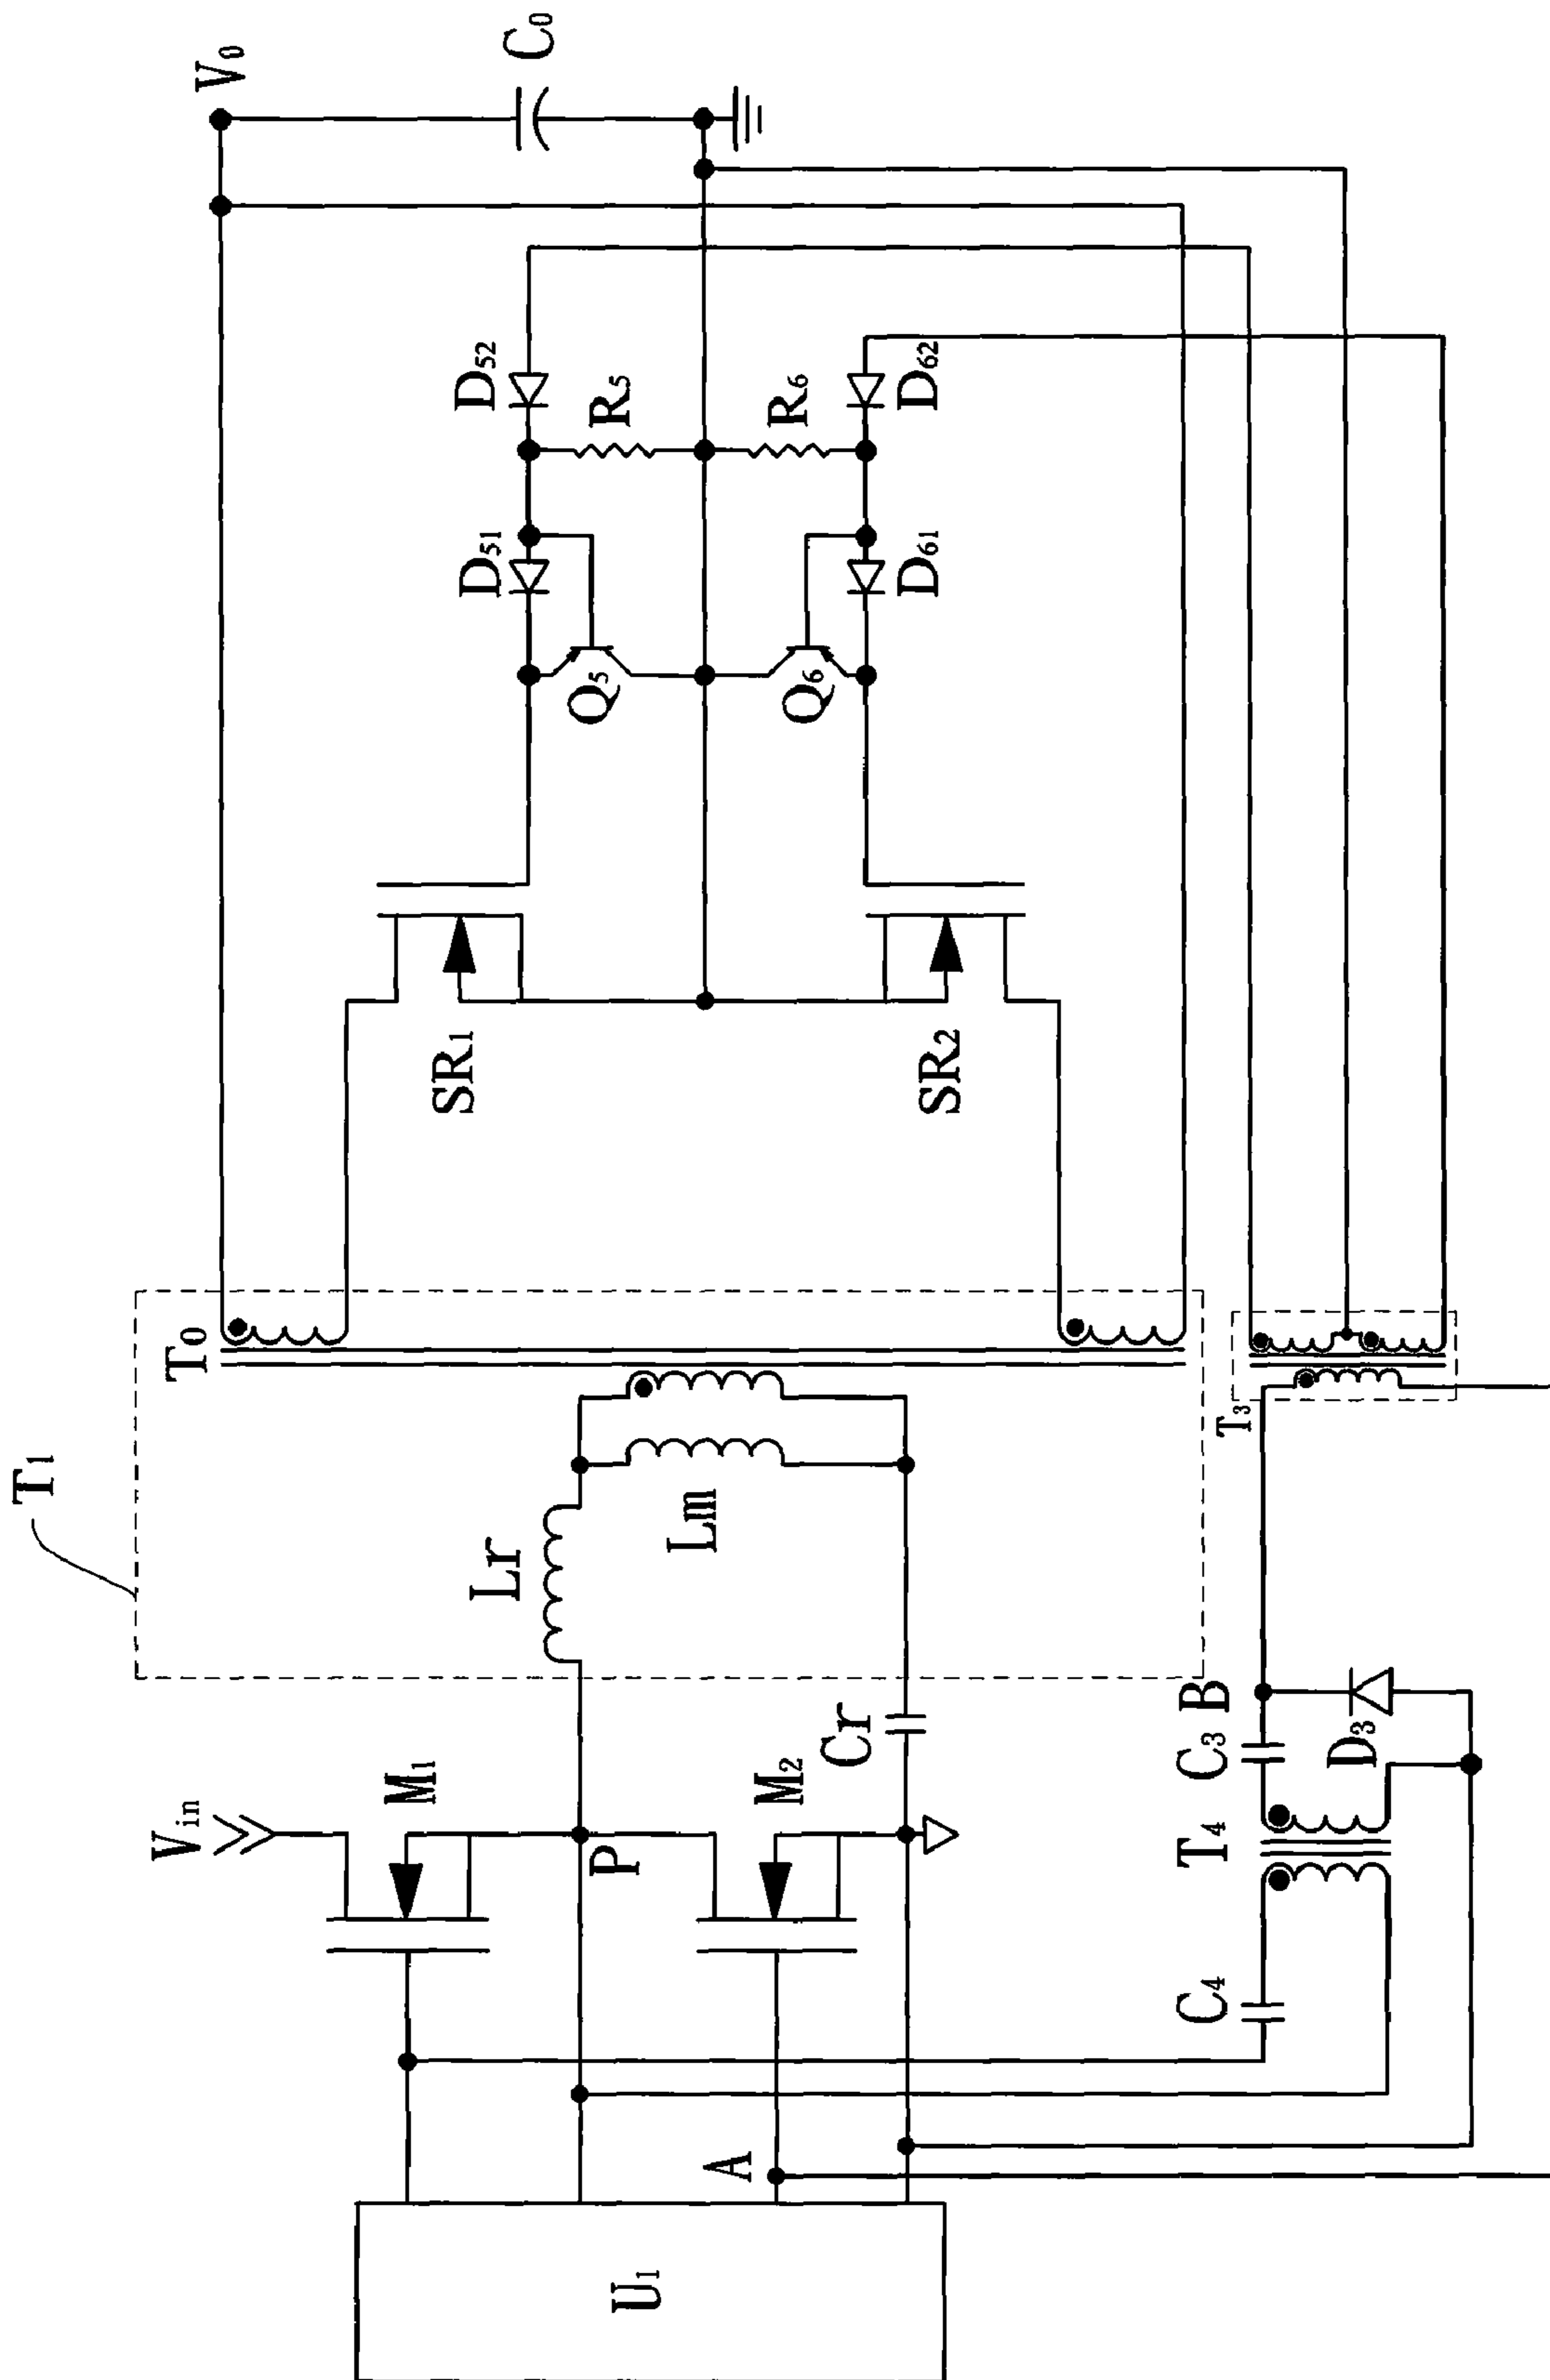 V₀
C₀
D₅₂
R₅
R₆
D₆₂
D₅₁
D₆₁
Q₅
Q₆
SR₁
SR₂
T₀
T₁
T₃
Lr
Lm
Cr
B
C₃
D₃
T₄
C₄
Vᵢₙ
M₁
M₂
P
A
U₁